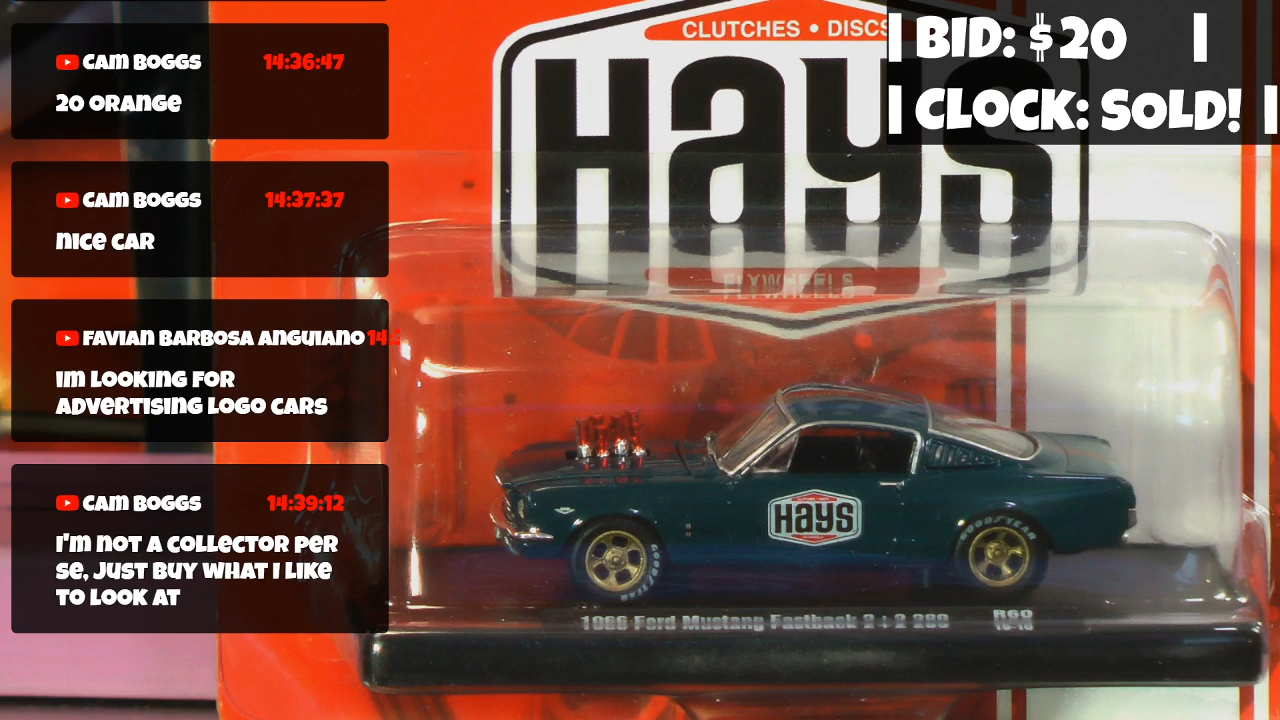 CAM BOGGS 14:36:47
20 ORANGE
CAM BOGGS 14:37:37
NICE CAR
FAVIAN BARBOSA ANGUIANO
IM LOOKING FOR
ADVERTISING LOGO CARS
CAM BOGGS 14:39:12
I'M NOT A COLLECTOR PER
SE, JUST BUY WHAT I LIKE
TO LOOK AT
| BID: $20 |
| CLOCK: SOLD! |
CLUTCHES • DISCS
Hays
FLYWHEELS
Hays
GOODYEAR
GOODYEAR
1966 Ford Mustang Fastback 2+2 289
R60